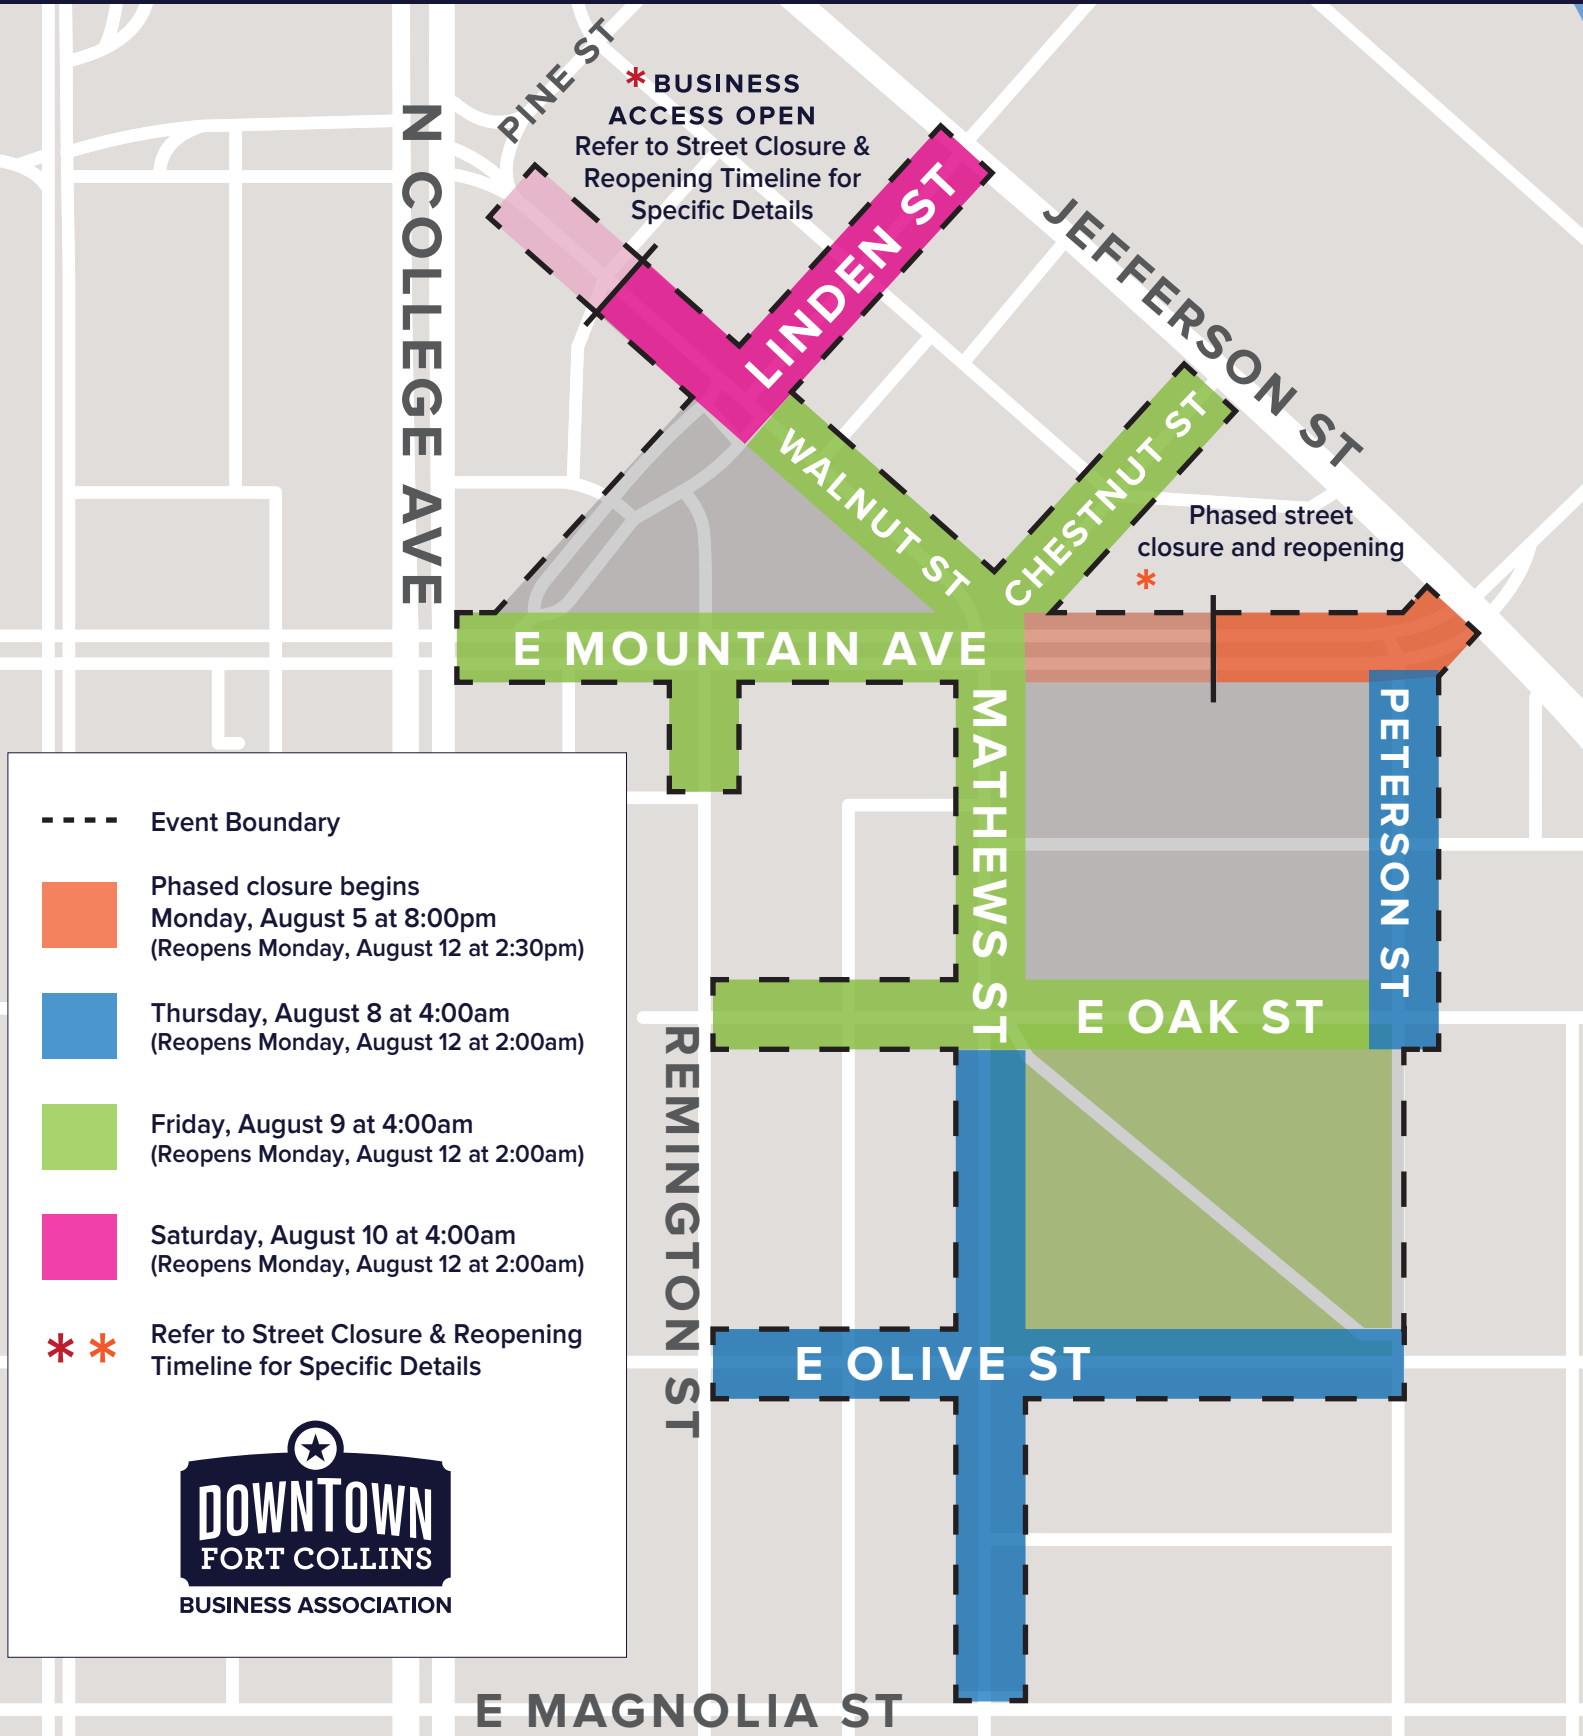 PINE ST
* BUSINESS
ACCESS OPEN
Refer to Street Closure &
Reopening Timeline for
Specific Details
N COLLEGE AVE
LINDEN ST
JEFFERSON ST
WALNUT ST
CHESTNUT ST
Phased street
closure and reopening
*
E MOUNTAIN AVE
MATHEWS ST
PETERSON ST
E OAK ST
REMINGTON ST
E OLIVE ST
E MAGNOLIA ST
Event Boundary
Phased closure begins
Monday, August 5 at 8:00pm
(Reopens Monday, August 12 at 2:30pm)
Thursday, August 8 at 4:00am
(Reopens Monday, August 12 at 2:00am)
Friday, August 9 at 4:00am
(Reopens Monday, August 12 at 2:00am)
Saturday, August 10 at 4:00am
(Reopens Monday, August 12 at 2:00am)
* * Refer to Street Closure & Reopening
Timeline for Specific Details
DOWNTOWN
FORT COLLINS
BUSINESS ASSOCIATION